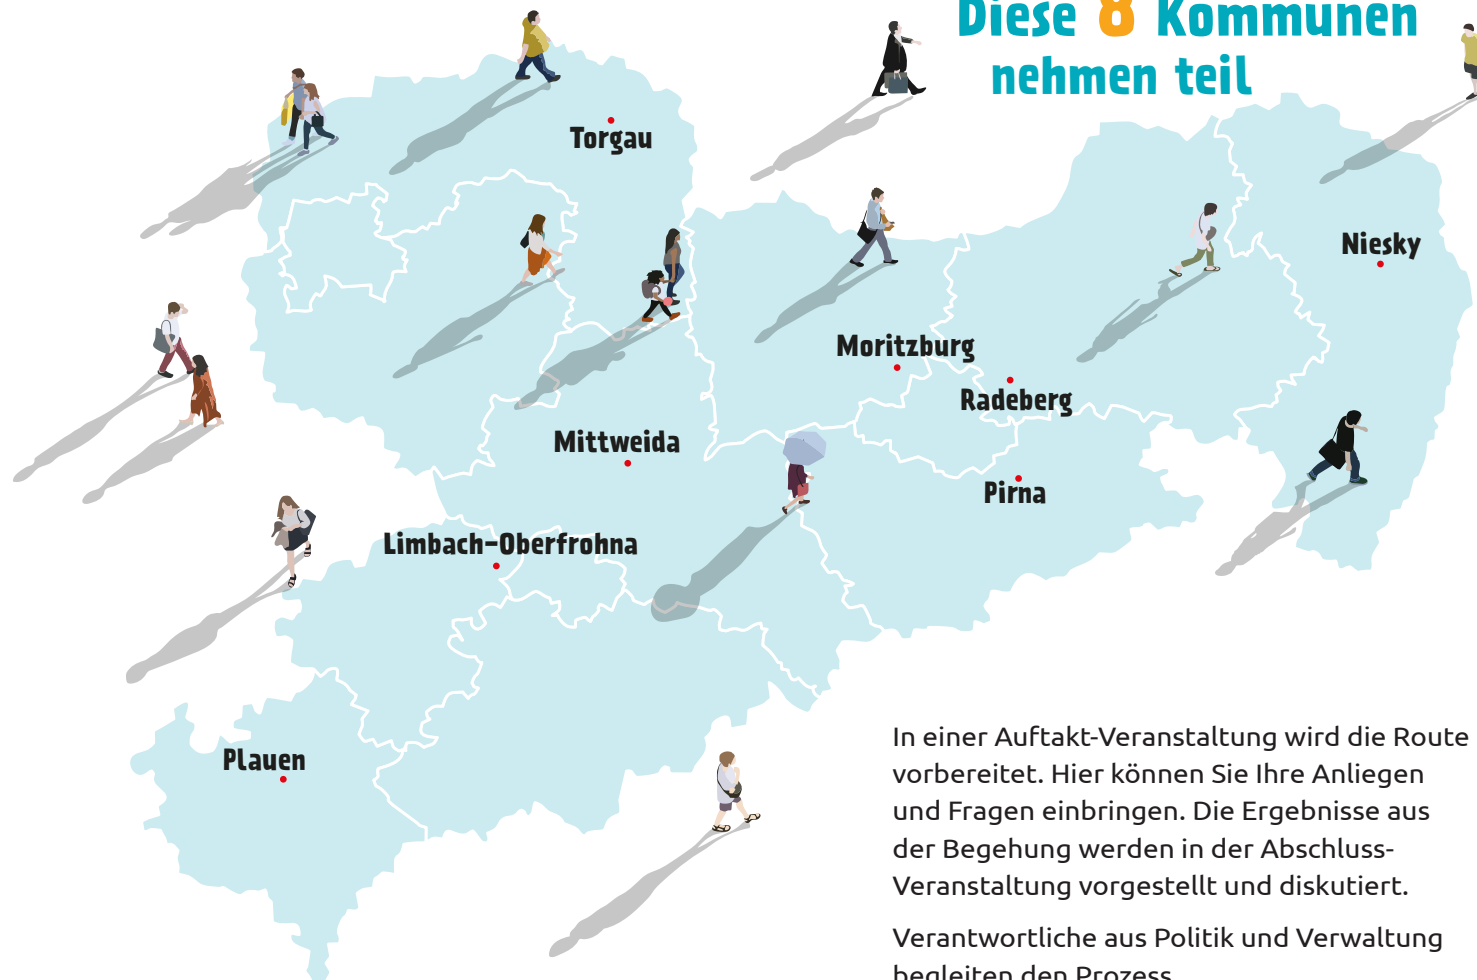 Diese 8 Kommunen
nehmen teil
Torgau
Niesky
Moritzburg
Radeberg
Mittweida
Pirna
Limbach-Oberfrohna
Plauen
In einer Auftakt-Veranstaltung wird die Route
vorbereitet. Hier können Sie Ihre Anliegen
und Fragen einbringen. Die Ergebnisse aus
der Begehung werden in der Abschluss-
Veranstaltung vorgestellt und diskutiert.
Verantwortliche aus Politik und Verwaltung
begleiten den Prozess.